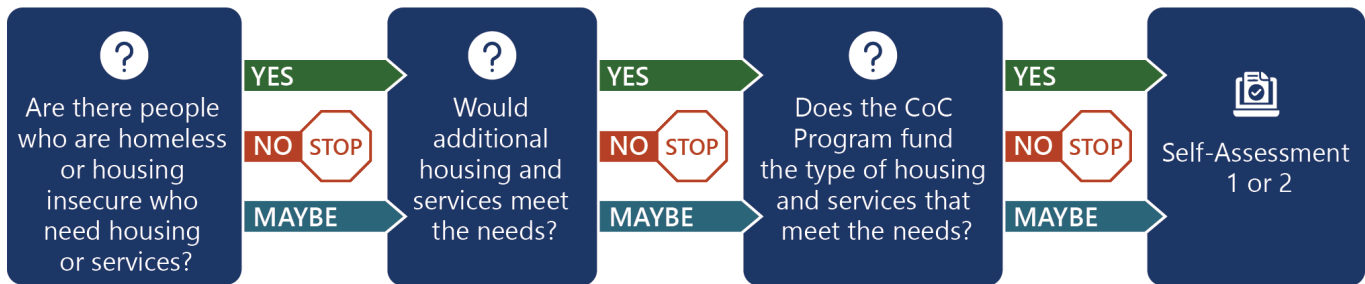 ?
Are there people
who are homeless
or housing
insecure who
need housing
or services?
YES
NO STOP
MAYBE
?
Would
additional
housing and
services meet
the needs?
YES
NO STOP
MAYBE
?
Does the CoC
Program fund
the type of housing
and services that
meet the needs?
YES
NO STOP
MAYBE
Self-Assessment
1 or 2